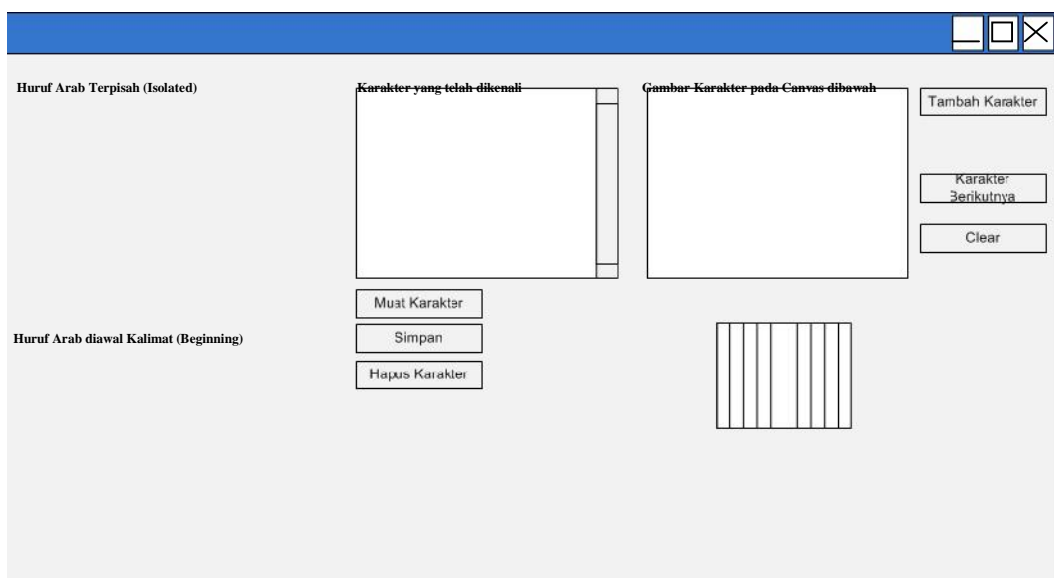 Huruf Arab Terpisah (Isolated)
Karakter yang telah dikenali
Gambar Karakter pada Canvas dibawah
Tambah Karakter
Karakter
Berikutnya
Clear
Muat Karakter
Huruf Arab diawal Kalimat (Beginning)
Simpan
Hapus Karakter